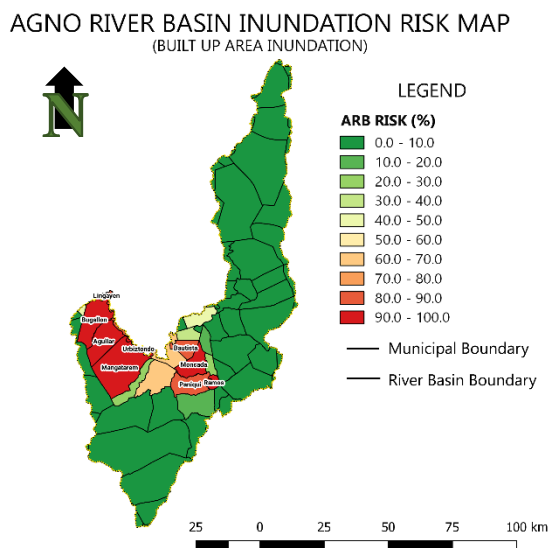 AGNO RIVER BASIN INUNDATION RISK MAP
(BUILT UP AREA INUNDATION)
N
LEGEND
ARB RISK (%)
0.0 - 10.0
10.0 - 20.0
20.0 - 30.0
30.0 - 40.0
40.0 - 50.0
50.0 - 60.0
60.0 - 70.0
70.0 - 80.0
80.0 - 90.0
90.0 - 100.0
Municipal Boundary
River Basin Boundary
Lingayen
Bugallon
Aguilar
Urbiztondo
Mangatarem
Bautista
Moncada
Paniqui
Ramos
25 0 25 50 75 100 km